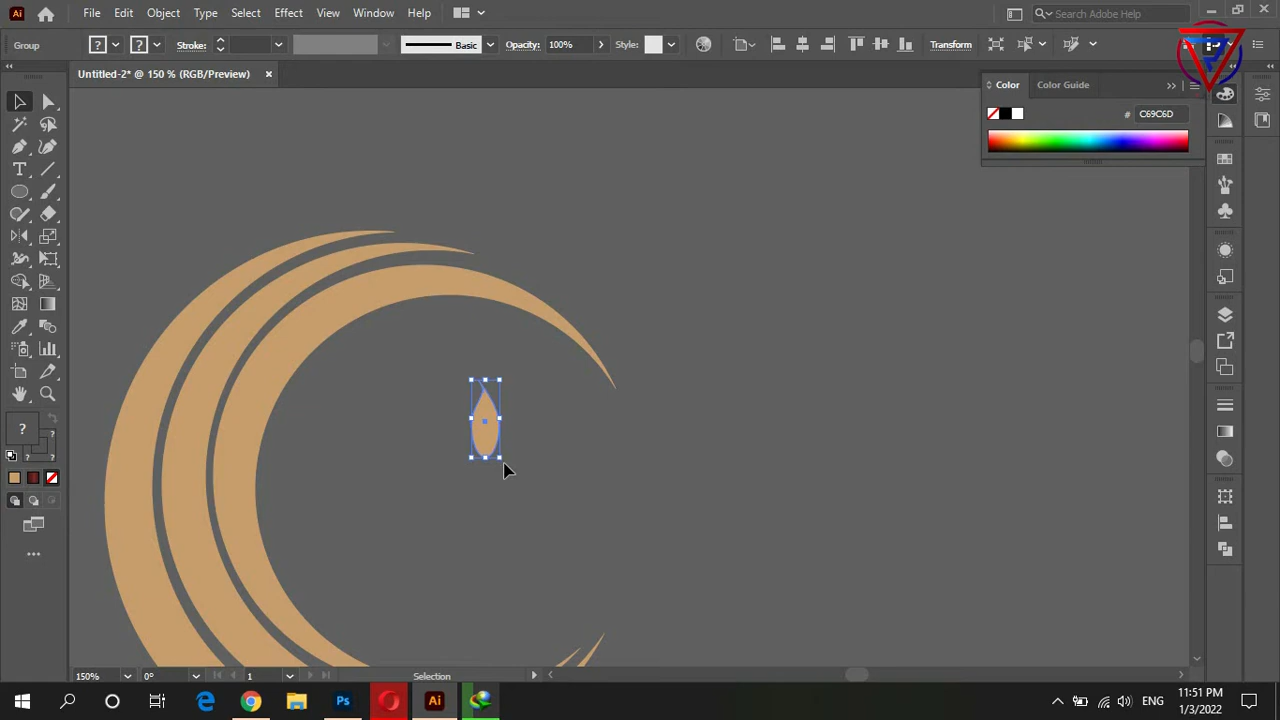 Ai File Edit Object Type Select Effect View Window Help Search Adobe Help
Group ? ? Stroke: Basic Opacity: 100% Style: Transform
Untitled-2* @ 150 % (RGB/Preview)
Color Color Guide
# C69C6D
T
?
?
?
150% 0° 1 Selection
Ps Ai ENG
11:51 PM
1/3/2022